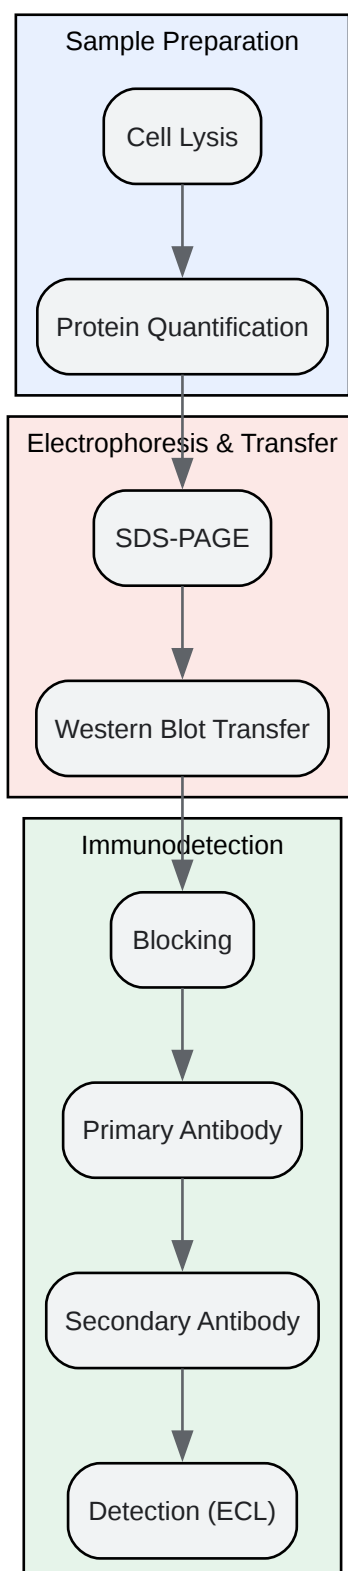 Sample Preparation
Cell Lysis
Protein Quantification
Electrophoresis & Transfer
SDS-PAGE
Western Blot Transfer
Immunodetection
Blocking
Primary Antibody
Secondary Antibody
Detection (ECL)